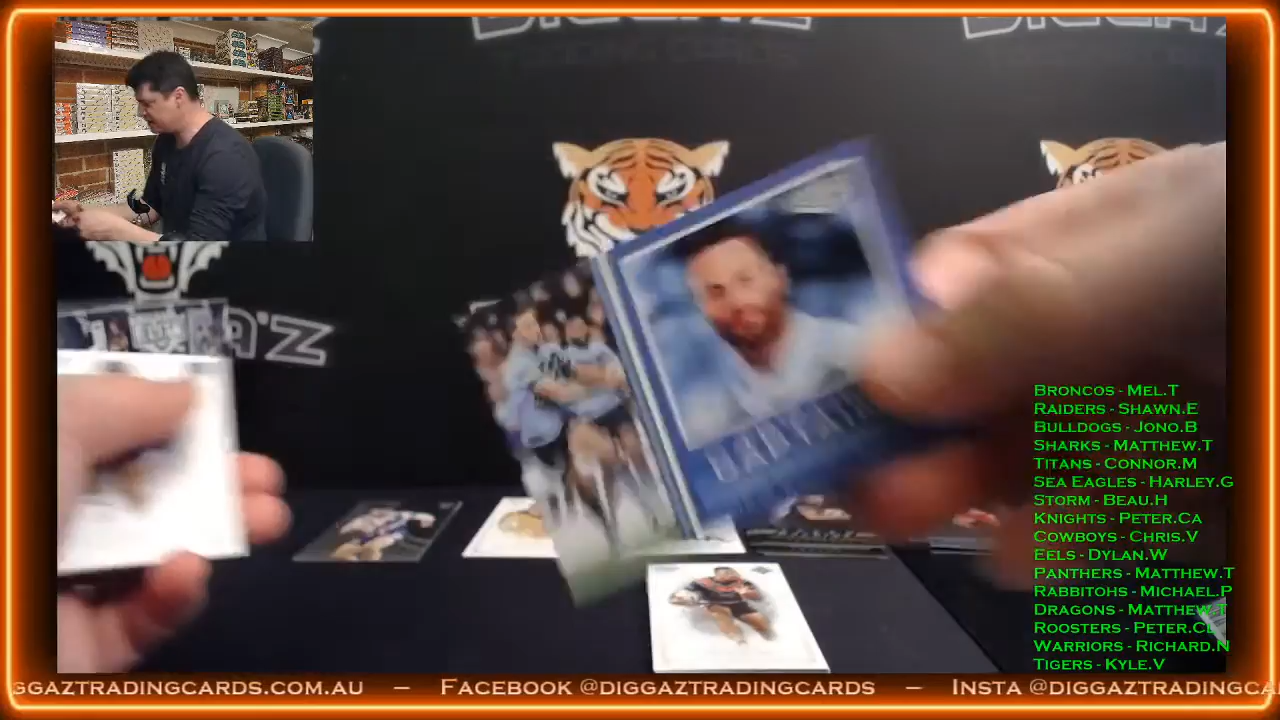 Broncos - Mel.T
Raiders - Shawn.E
Bulldogs - Jono.B
Sharks - Matthew.T
Titans - Connor.M
Sea Eagles - Harley.G
Storm - Beau.H
Knights - Peter.Ca
Cowboys - Chris.V
Eels - Dylan.W
Panthers - Matthew.T
Rabbitohs - Michael.P
Dragons - Matthew.T
Roosters - Peter.Cl
Warriors - Richard.N
Tigers - Kyle.V
GGAZTRADINGCARDS.COM.AU – Facebook @DIGGAZTRADINGCARDS – Insta @DIGGAZTRADINGCA